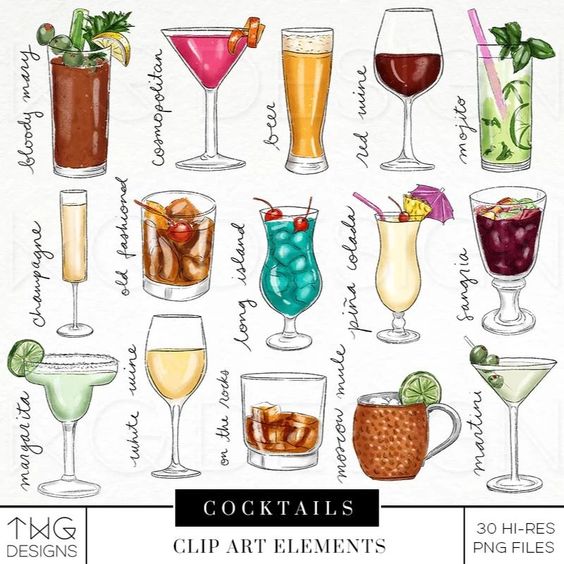 bloody mary
cosmopolitan
beer
red wine
mojito
champagne
old fashioned
long island
piña colada
sangria
margarita
white wine
on the rocks
moscow mule
martini
COCKTAILS
TWG
DESIGNS
CLIP ART ELEMENTS
30 HI-RES
PNG FILES